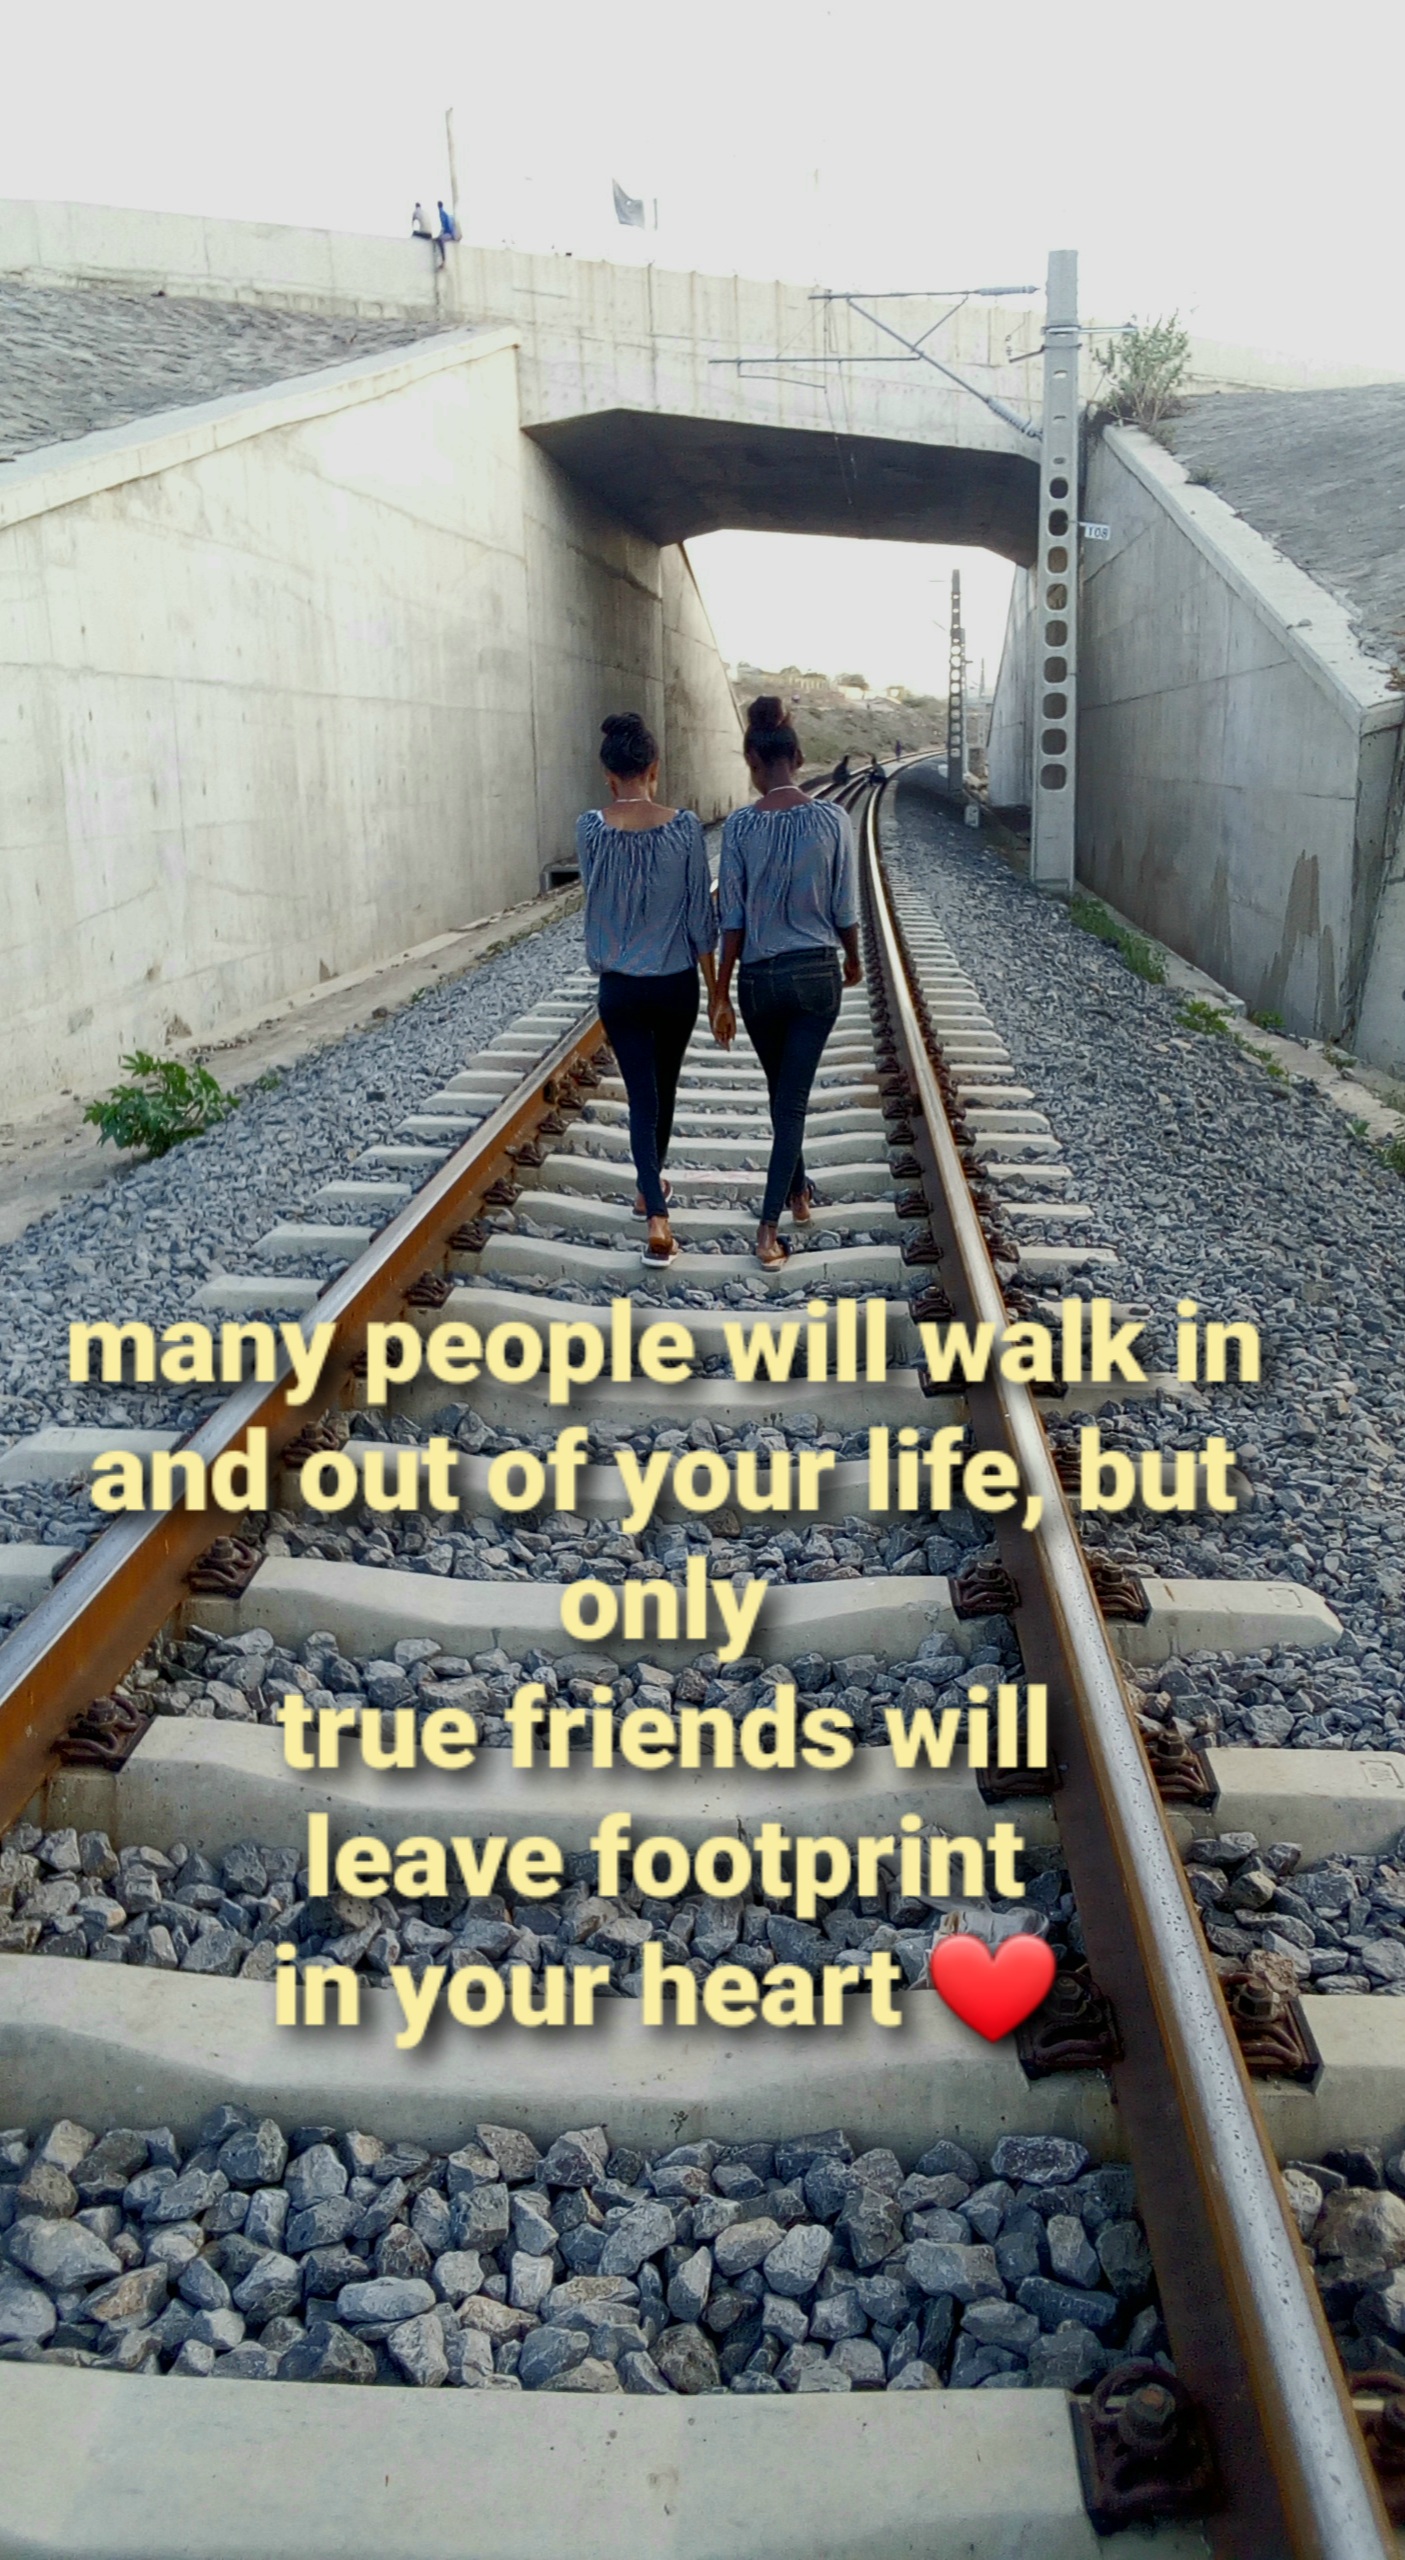 1108
many people will walk in
and out of your life, but
only
true friends will
leave footprint
in your heart ❤️